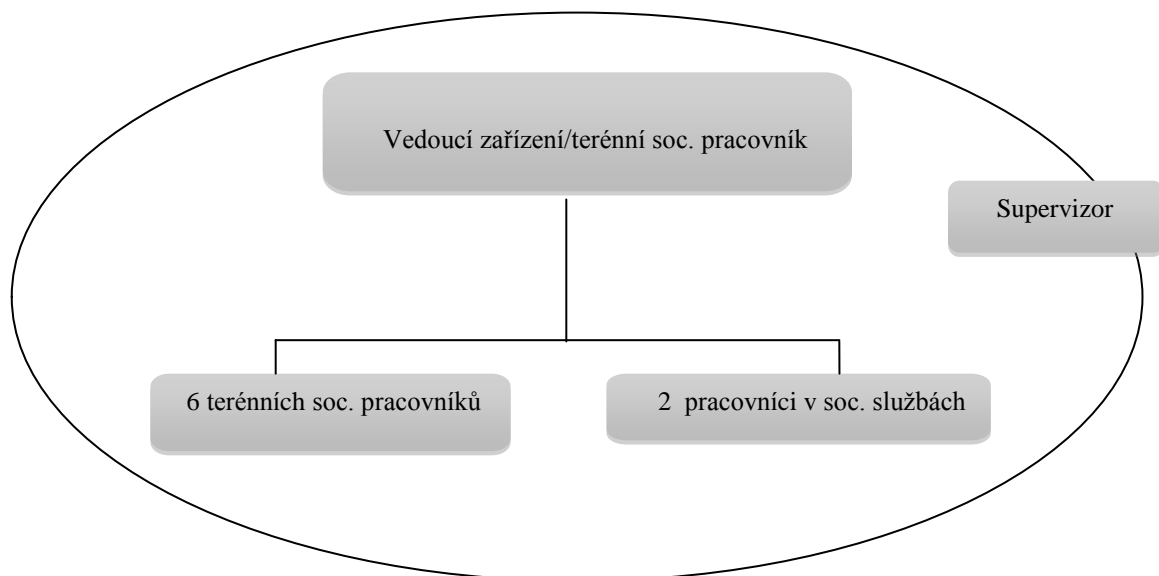 Vedoucí zařízení/terénní soc. pracovník
Supervizor
6 terénních soc. pracovníků
2 pracovníci v soc. službách